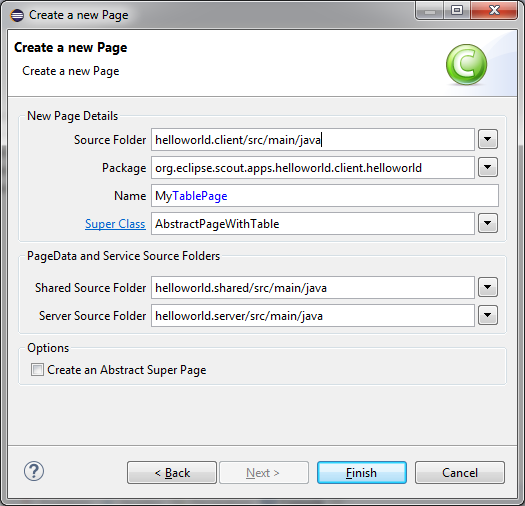 Create a new Page
Create a new Page
Create a new Page
C
New Page Details
Source Folder helloworld.client/src/main/java
Package org.eclipse.scout.apps.helloworld.client.helloworld
Name MyTablePage
Super Class AbstractPageWithTable
PageData and Service Source Folders
Shared Source Folder helloworld.shared/src/main/java
Server Source Folder helloworld.server/src/main/java
Options
Create an Abstract Super Page
? < Back Next > Finish Cancel